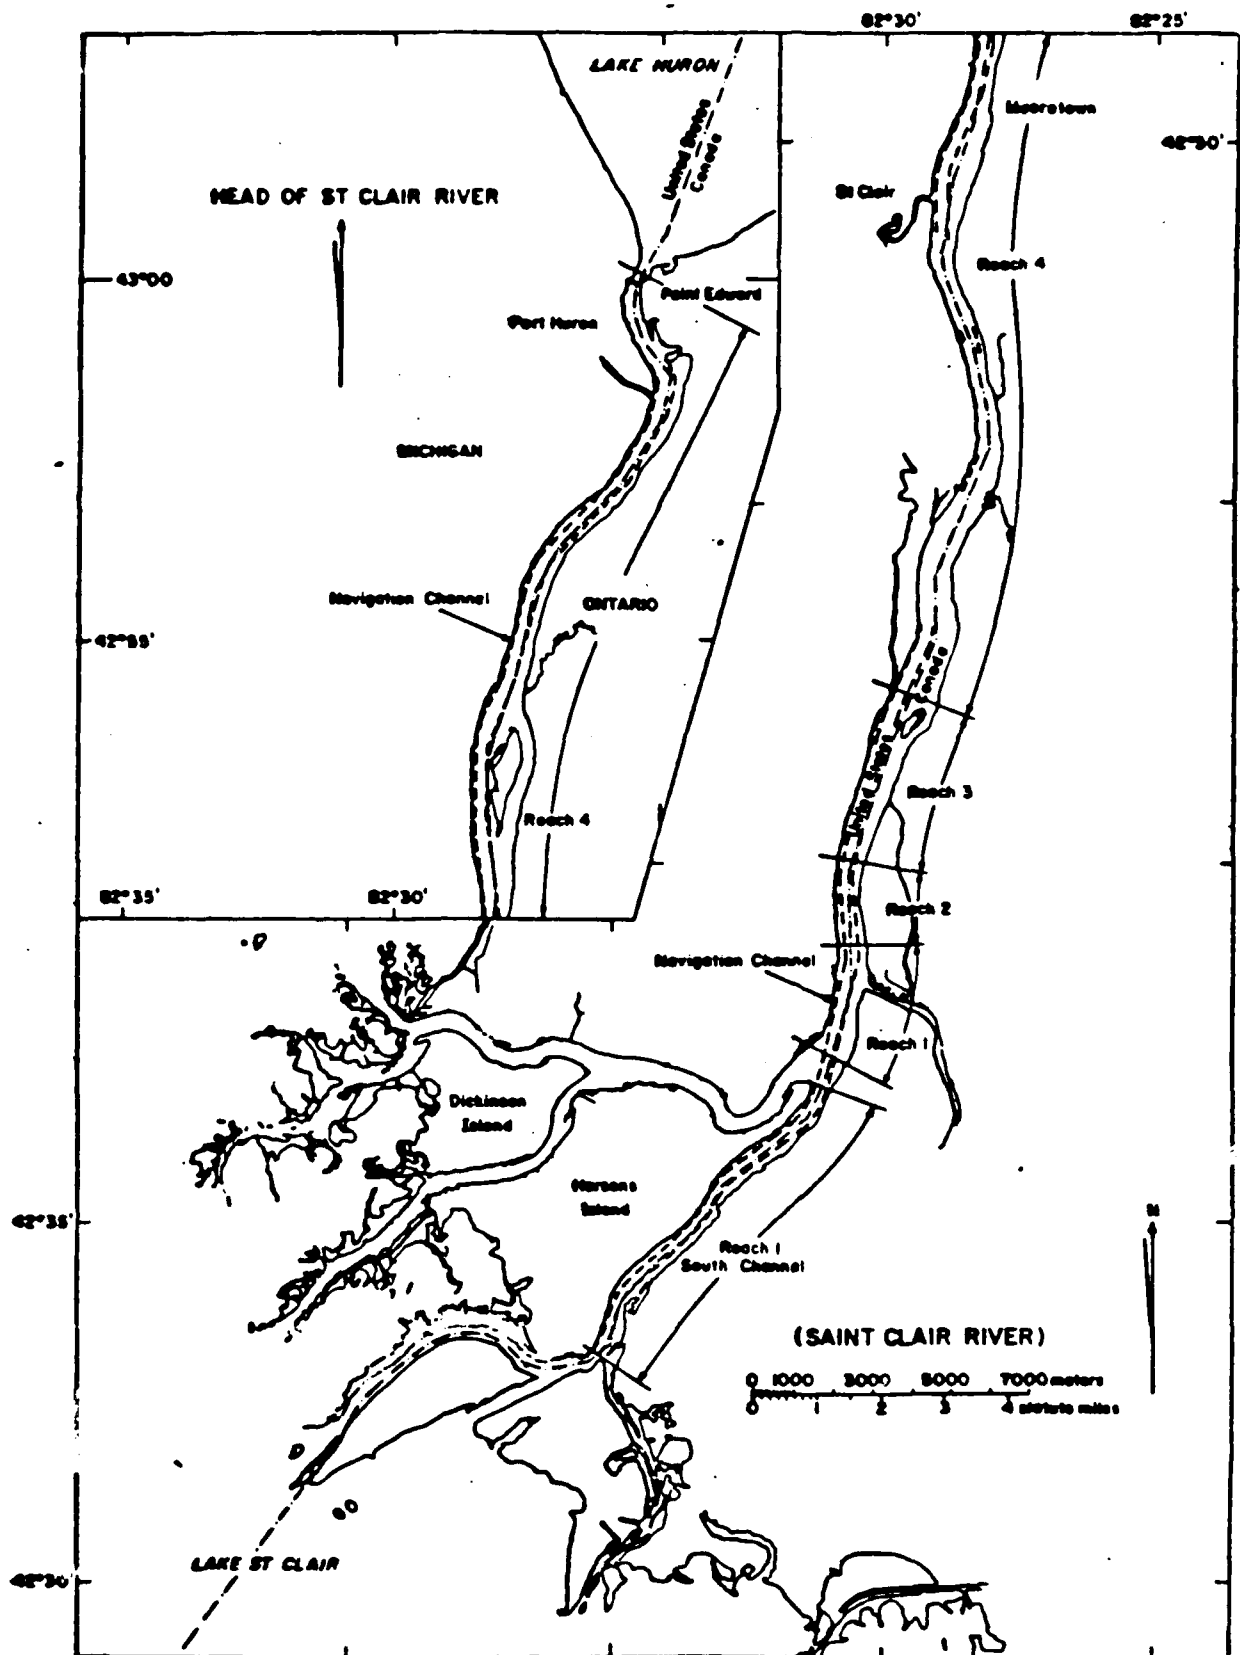 82°30'
82°25'
LAKE HURON
United States
Canada
Mooretown
42°50'
HEAD OF ST CLAIR RIVER
St Clair
Reach 4
43°00
Point Edward
Port Huron
MICHIGAN
Navigation Channel
ONTARIO
42°55'
Canada
United States
Reach 3
Reach 4
82°35'
82°30'
Reach 2
Navigation Channel
Reach 1
Dickinson
Island
Harsens
Island
42°35'
N
Reach 1
South Channel
(SAINT CLAIR RIVER)
0 1000 3000 5000 7000 meters
0 1 2 3 4 statute miles
LAKE ST CLAIR
42°30'